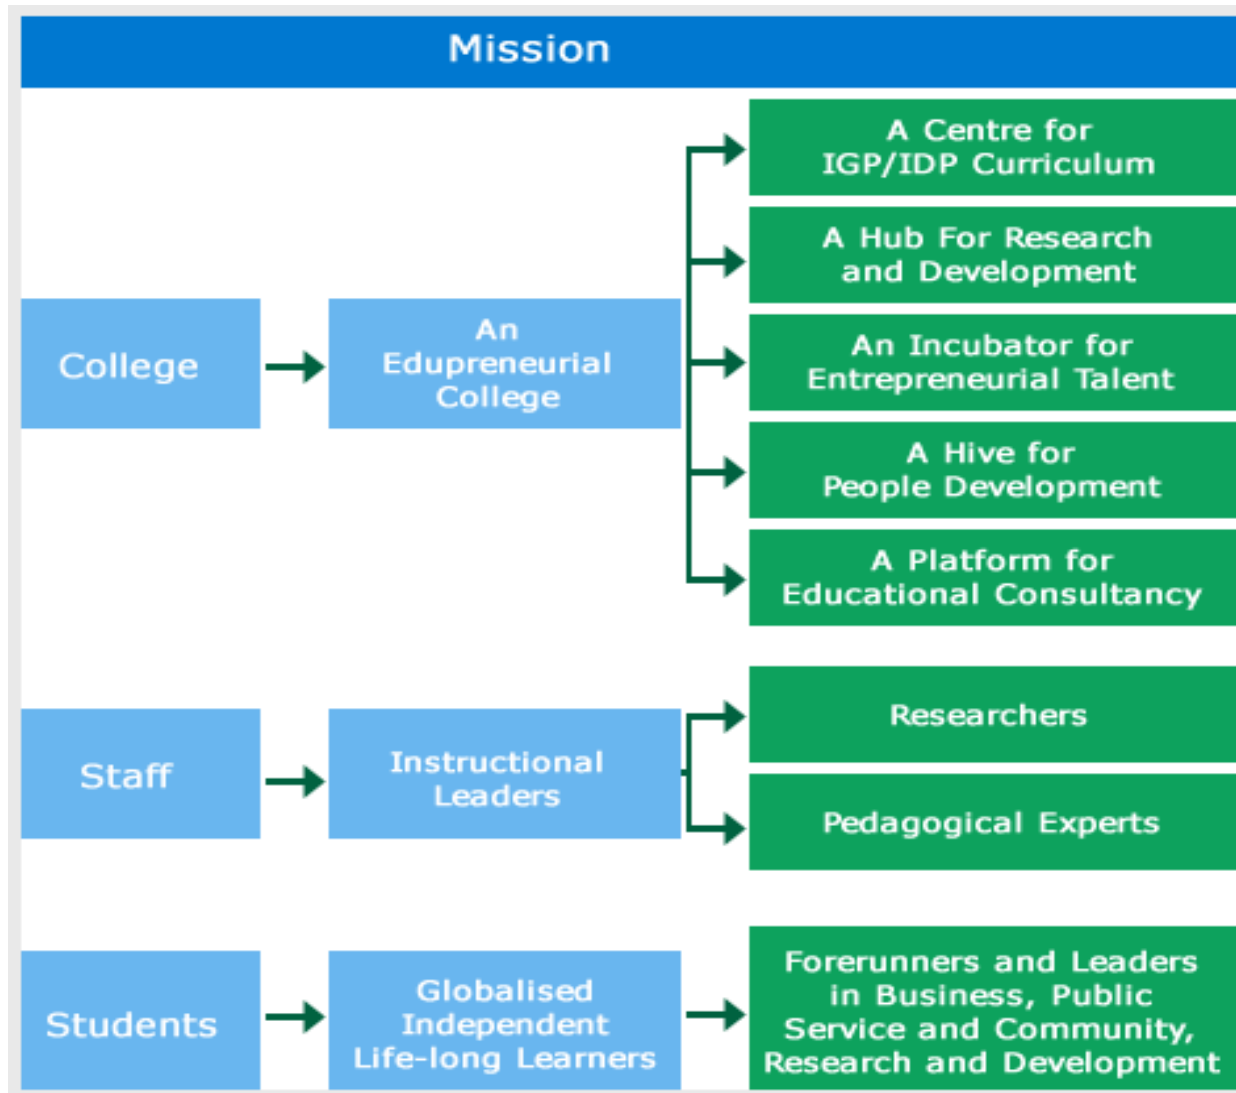 Mission
College
An
Edupreneurial
College
A Centre for
IGP/IDP Curriculum
A Hub For Research
and Development
An Incubator for
Entrepreneurial Talent
A Hive for
People Development
A Platform for
Educational Consultancy
Staff
Instructional
Leaders
Researchers
Pedagogical Experts
Students
Globalised
Independent
Life-long Learners
Forerunners and Leaders
in Business, Public
Service and Community,
Research and Development